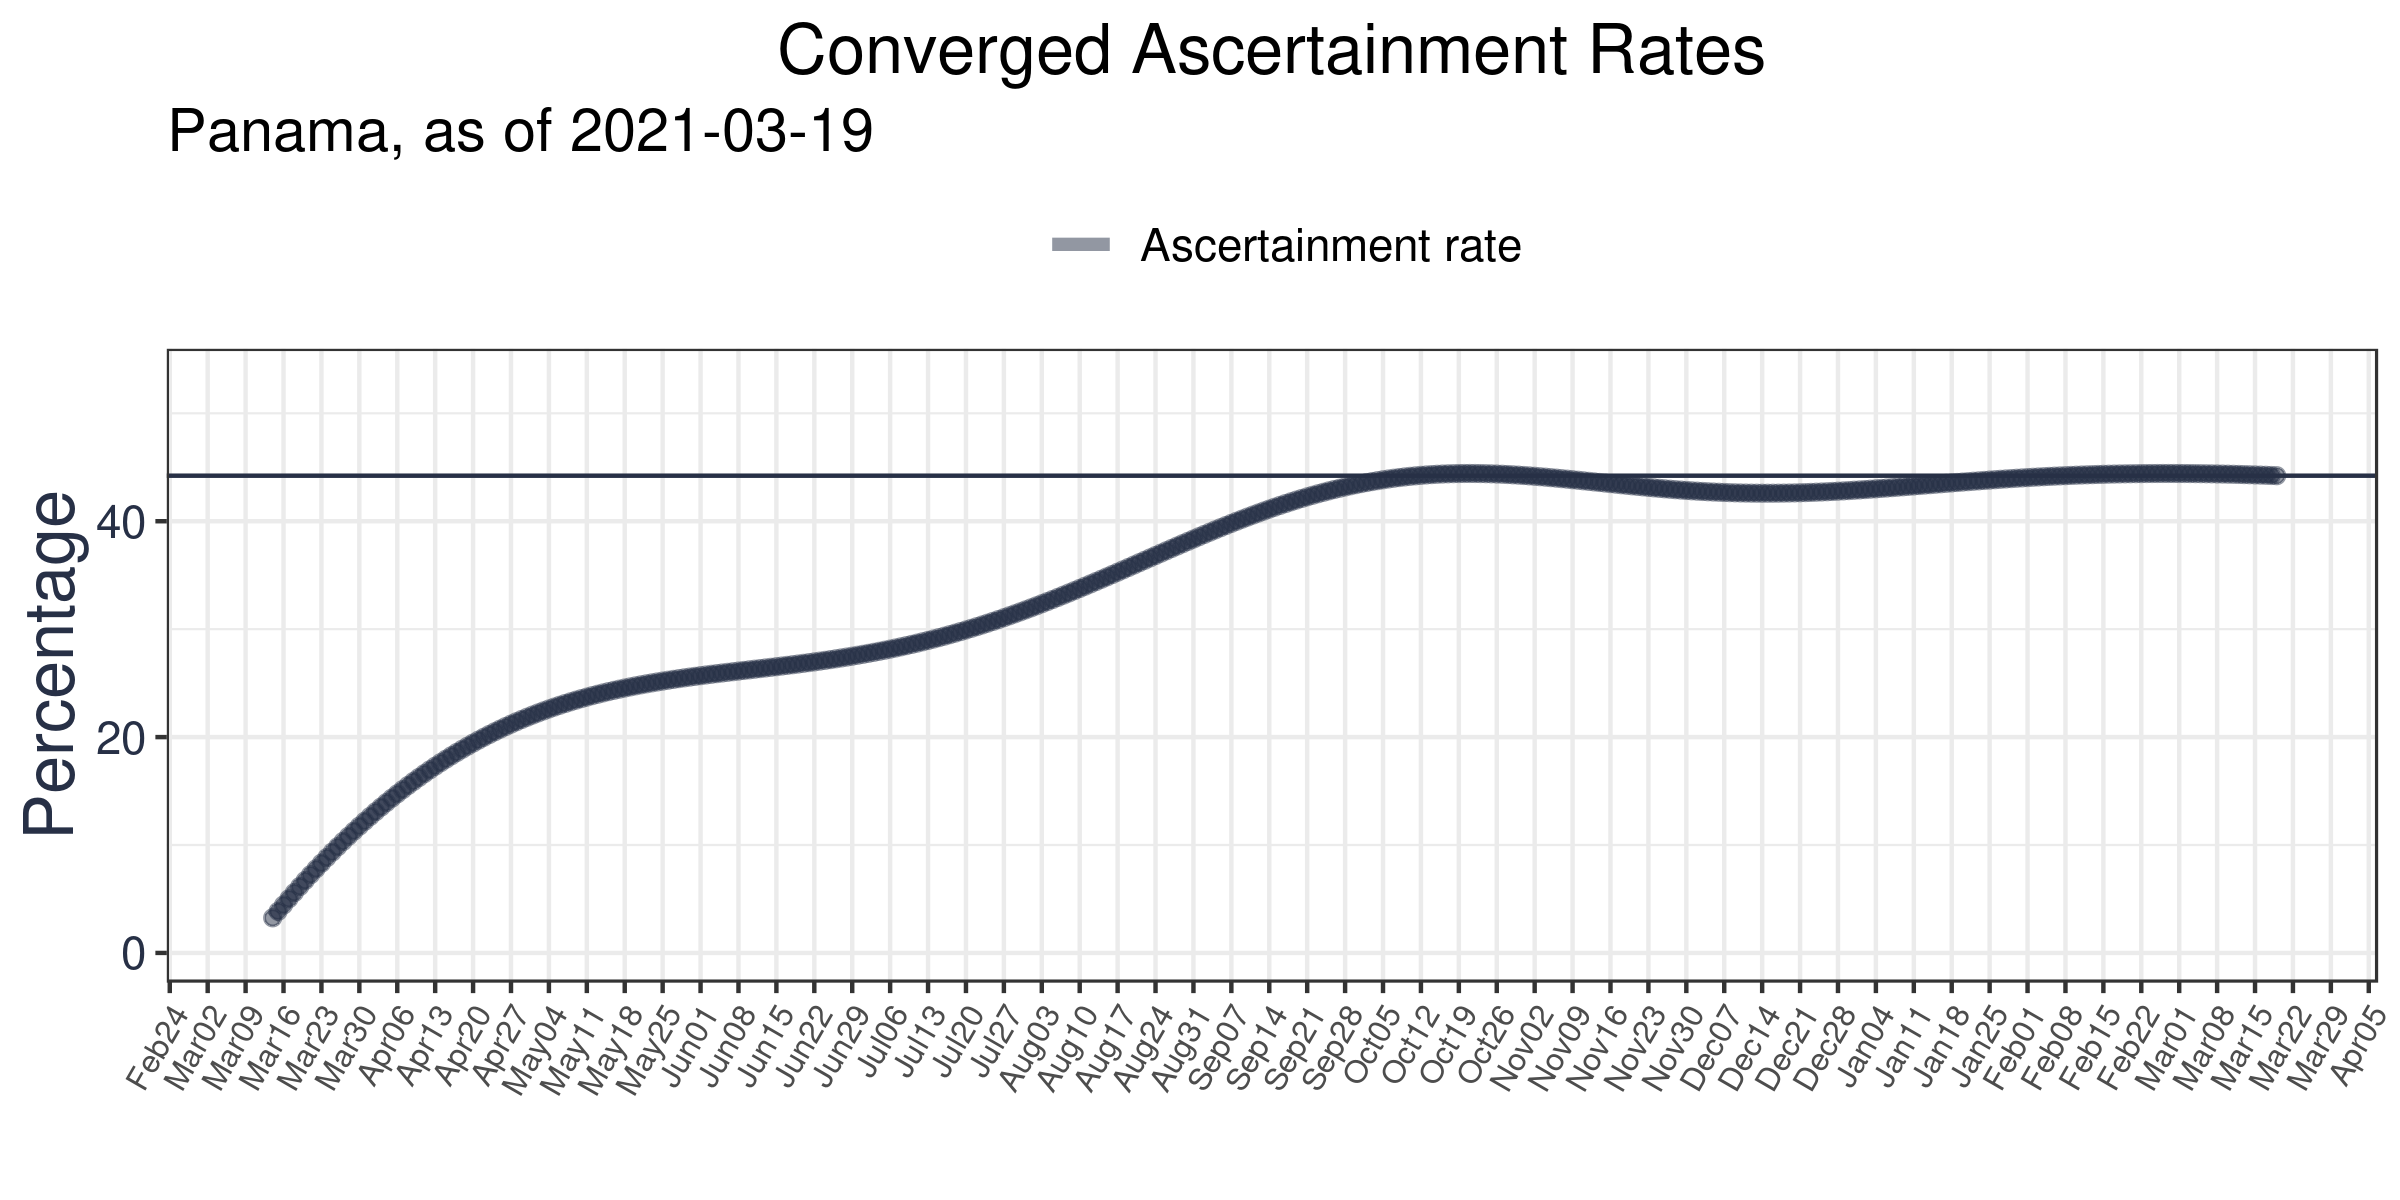 Converged Ascertainment Rates
Panama, as of 2021-03-19
Ascertainment rate
Percentage
40
20
0
Feb24 Mar02 Mar09 Mar16 Mar23 Mar30 Apr06 Apr13 Apr20 Apr27 May04 May11 May18 May25 Jun01 Jun08 Jun15 Jun22 Jun29 Jul06 Jul13 Jul20 Jul27 Aug03 Aug10 Aug17 Aug24 Aug31 Sep07 Sep14 Sep21 Sep28 Oct05 Oct12 Oct19 Oct26 Nov02 Nov09 Nov16 Nov23 Nov30 Dec07 Dec14 Dec21 Dec28 Jan04 Jan11 Jan18 Jan25 Feb01 Feb08 Feb15 Feb22 Mar01 Mar08 Mar15 Mar22 Mar29 Apr05